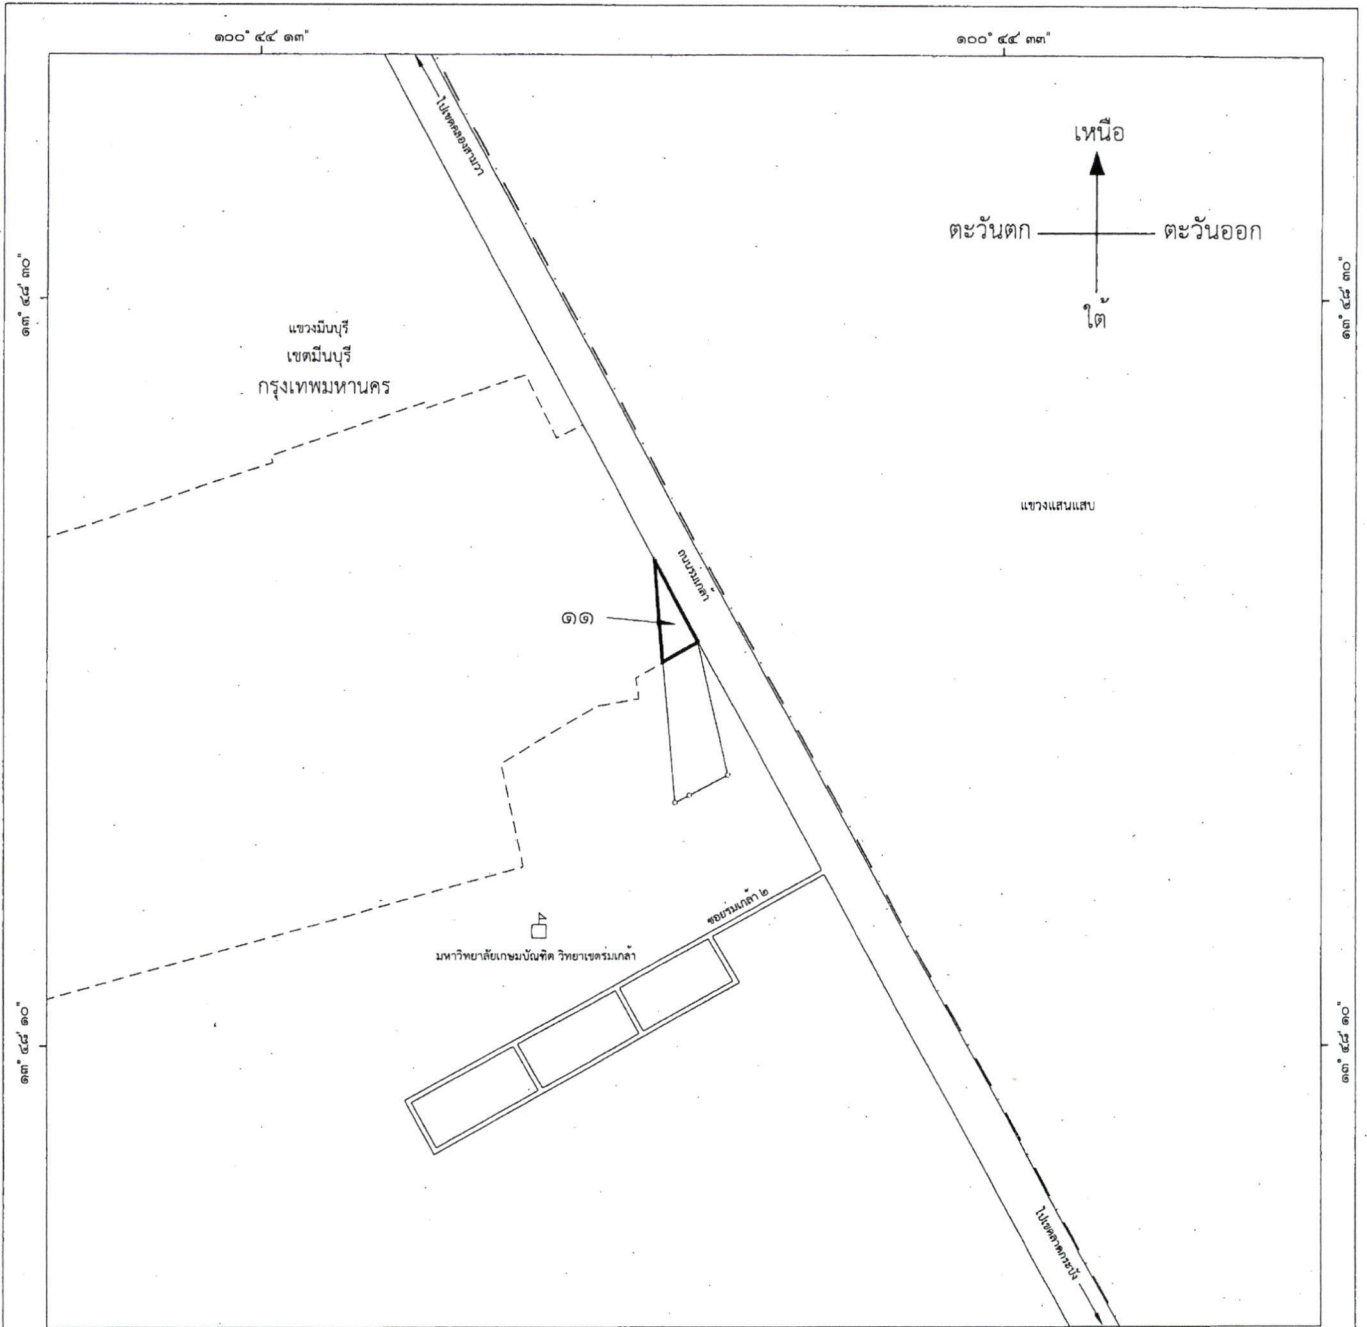 ๑๐๐° ๔๔' ๑๓"
๑๐๐° ๔๔' ๓๓"
ไปเขตคลองสามวา
เหนือ
ตะวันตก
ตะวันออก
ใต้
๑๓° ๔๘' ๓๐"
๑๓° ๔๘' ๓๐"
แขวงมีนบุรี
เขตมีนบุรี
กรุงเทพมหานคร
แขวงแสนแสบ
ถนนร่มเกล้า
๑๑
ซอยร่มเกล้า ๒
มหาวิทยาลัยเกษมบัณฑิต วิทยาเขตร่มเกล้า
๑๓° ๔๘' ๑๐"
๑๓° ๔๘' ๑๐"
ไปเขตลาดกระบัง